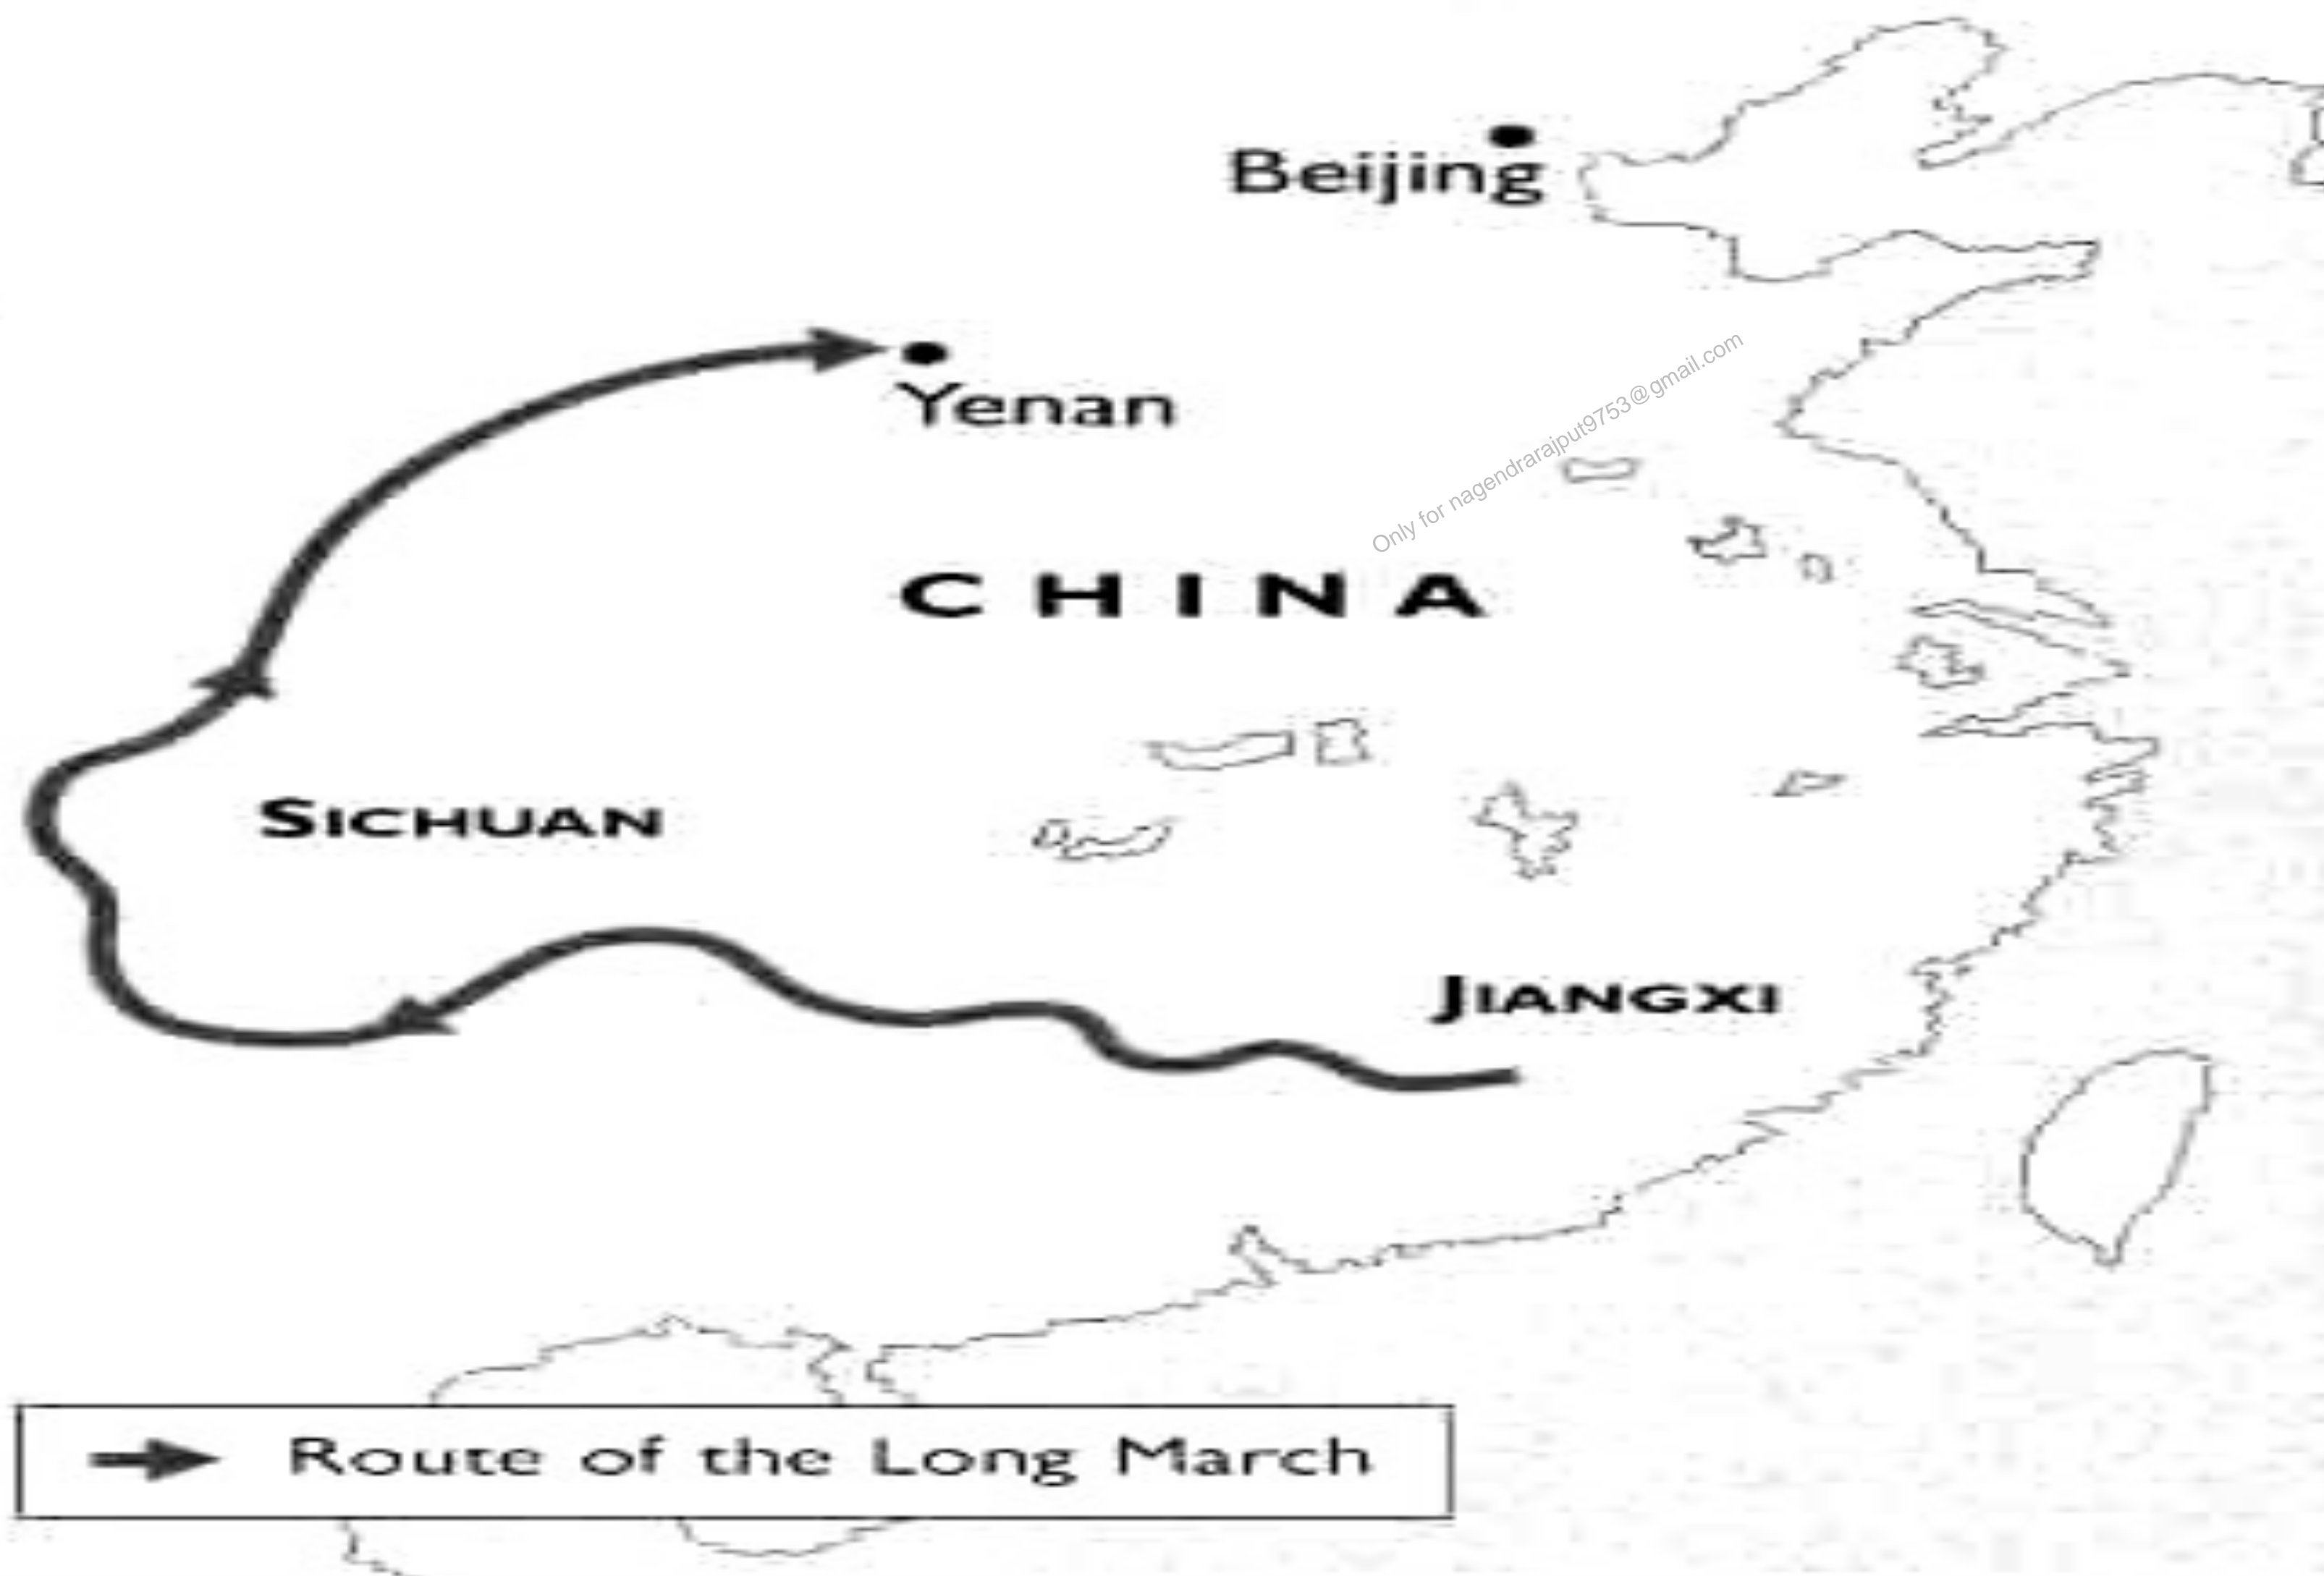 Beijing
Yenan
Only for nagendrarajput9753@gmail.com
CHINA
SICHUAN
JIANGXI
Route of the Long March